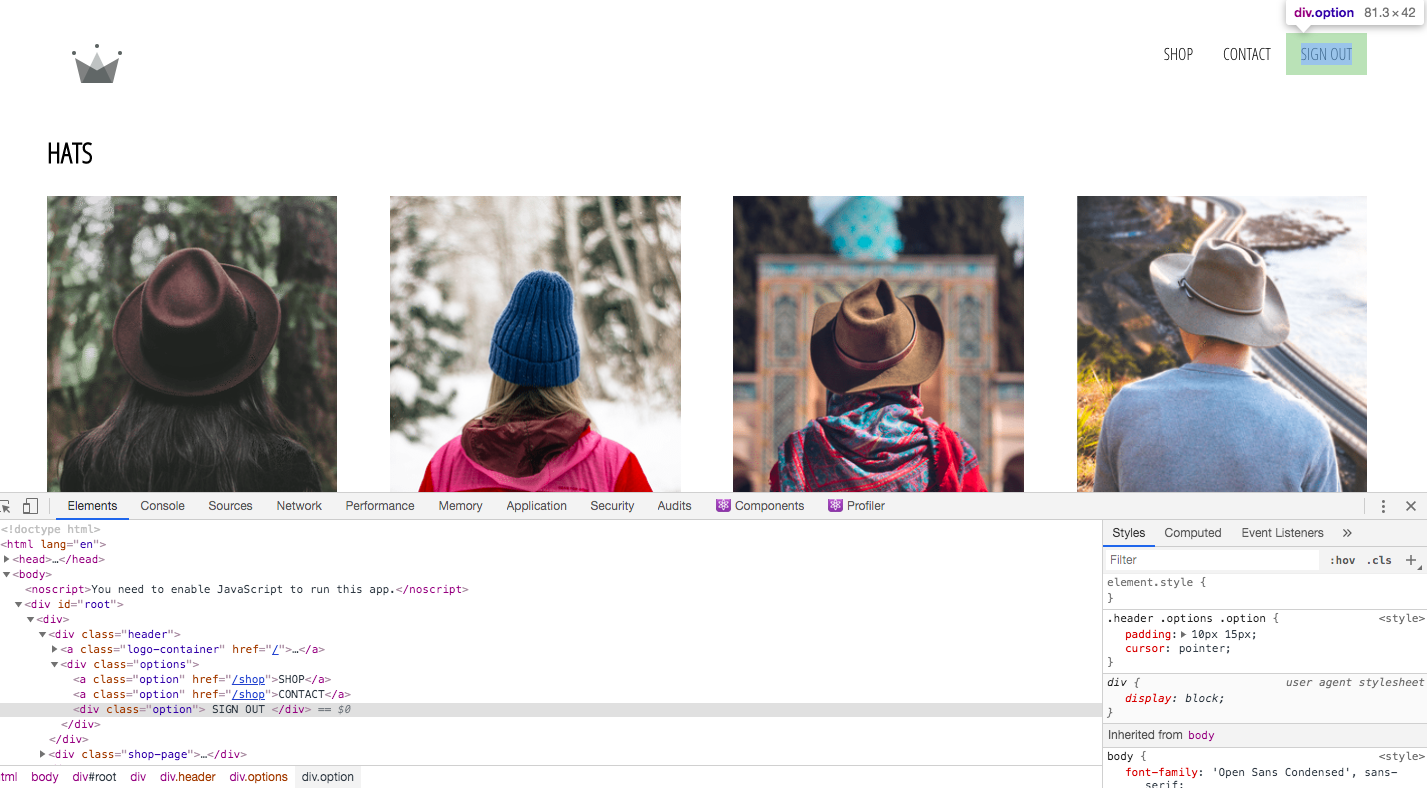 div.option 81.3 × 42
SHOP CONTACT SIGN OUT
HATS
Elements Console Sources Network Performance Memory Application Security Audits Components Profiler
<!doctype html>
<html lang="en">
<head>…</head>
<body>
<noscript>You need to enable JavaScript to run this app.</noscript>
<div id="root">
<div>
<div class="header">
<a class="logo-container" href="/">…</a>
<div class="options">
<a class="option" href="/shop">SHOP</a>
<a class="option" href="/shop">CONTACT</a>
<div class="option"> SIGN OUT </div> == $0
</div>
</div>
<div class="shop-page">…</div>
tml body div#root div div.header div.options div.option
Styles Computed Event Listeners »
Filter :hov .cls +
element.style {
}
.header .options .option { <style>
padding: 10px 15px;
cursor: pointer;
}
div { user agent stylesheet
display: block;
}
Inherited from body
body { <style>
font-family: 'Open Sans Condensed', sans-
serif;